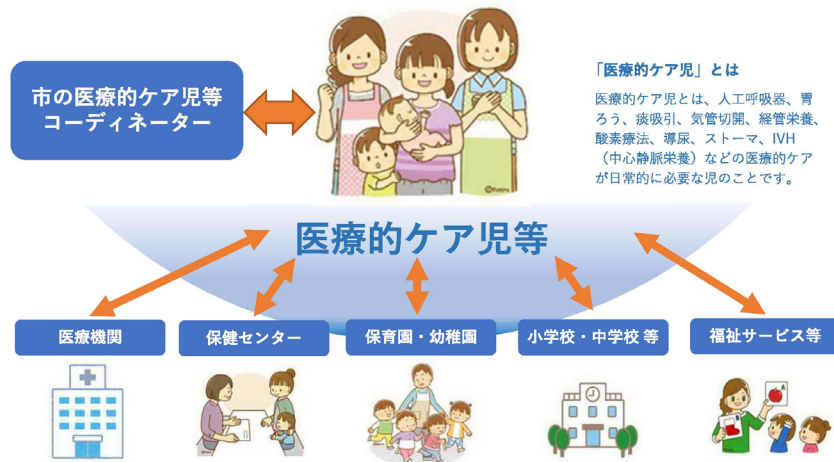 市の医療的ケア児等
コーディネーター
「医療的ケア児」とは
医療的ケア児とは、人工呼吸器、胃
ろう、痰吸引、気管切開、経管栄養、
酸素療法、導尿、ストーマ、IVH
（中心静脈栄養）などの医療的ケア
が日常的に必要な児のことです。
医療的ケア児等
医療機関
保健センター
保育園・幼稚園
小学校・中学校 等
福祉サービス等
A